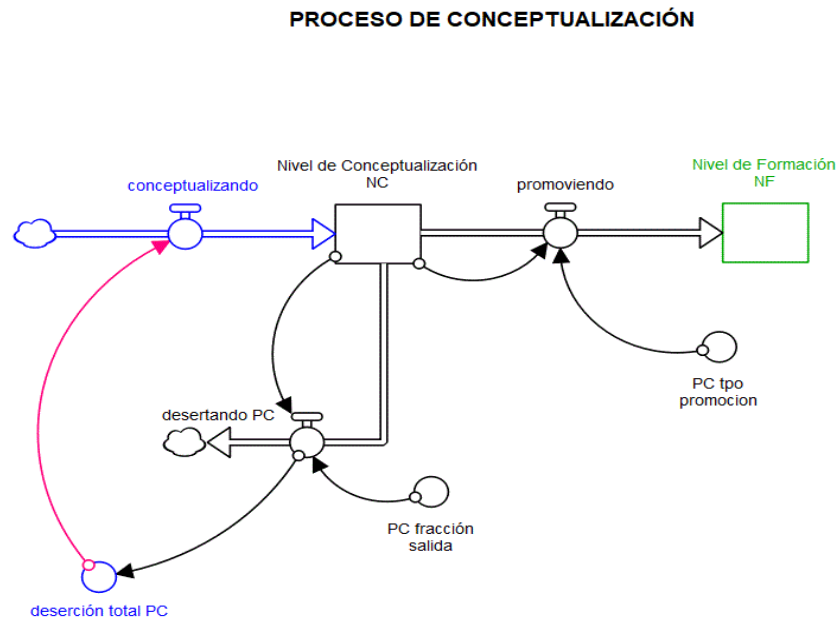 PROCESO DE CONCEPTUALIZACIÓN
conceptualizando
Nivel de Conceptualización
NC
promoviendo
Nivel de Formación
NF
PC tpo
promocion
desertando PC
PC fracción
salida
deserción total PC